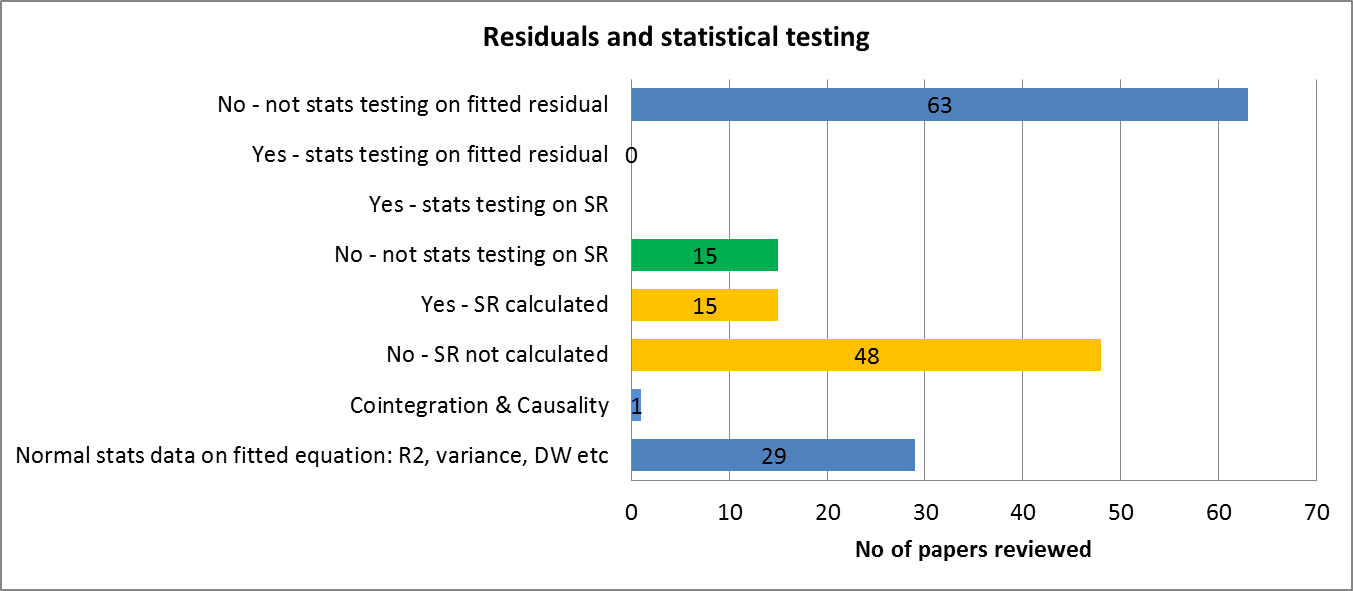 Residuals and statistical testing
No - not stats testing on fitted residual
63
Yes - stats testing on fitted residual
0
Yes - stats testing on SR
No - not stats testing on SR
15
Yes - SR calculated
15
No - SR not calculated
48
Cointegration & Causality
1
Normal stats data on fitted equation: R2, variance, DW etc
29
0 10 20 30 40 50 60 70
No of papers reviewed